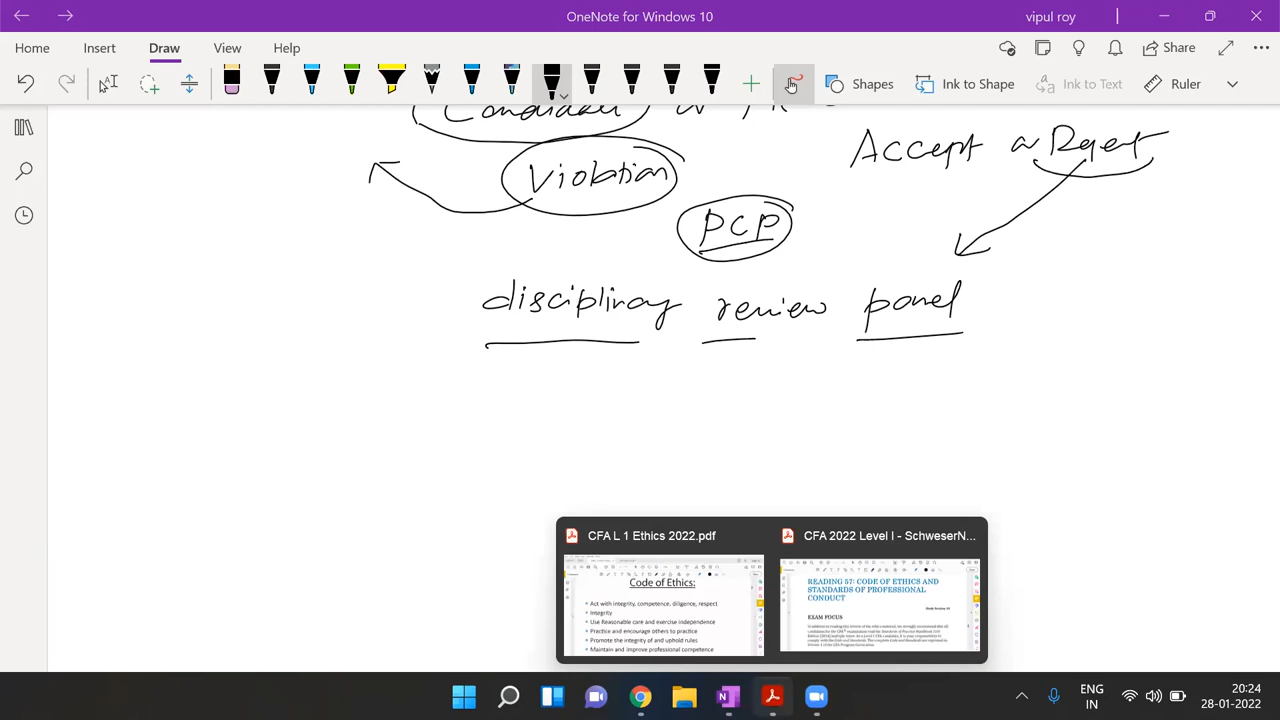 OneNote for Windows 10
vipul roy
Home
Insert
Draw
View
Help
Share
Shapes
Ink to Shape
Ink to Text
Ruler
Candidate or
Accept or Reject
Violation
PCP
disciplinay review panel
CFA L 1 Ethics 2022.pdf
Code of Ethics:
• Act with integrity, competence, diligence, respect
• Integrity
• Use Reasonable care and exercise independence
• Practice and encourage others to practice
• Promote the integrity of and uphold rules
• Maintain and improve professional competence
CFA 2022 Level I - SchweserN...
READING 57: CODE OF ETHICS AND
STANDARDS OF PROFESSIONAL
CONDUCT
EXAM FOCUS
ENG
IN
20:24
28-01-2022